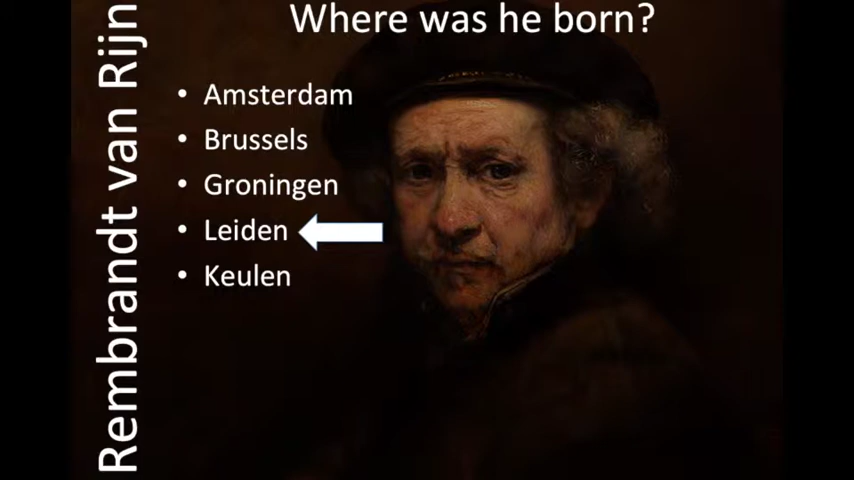 Where was he born?
Rembrandt van Rijn
• Amsterdam
• Brussels
• Groningen
• Leiden
• Keulen